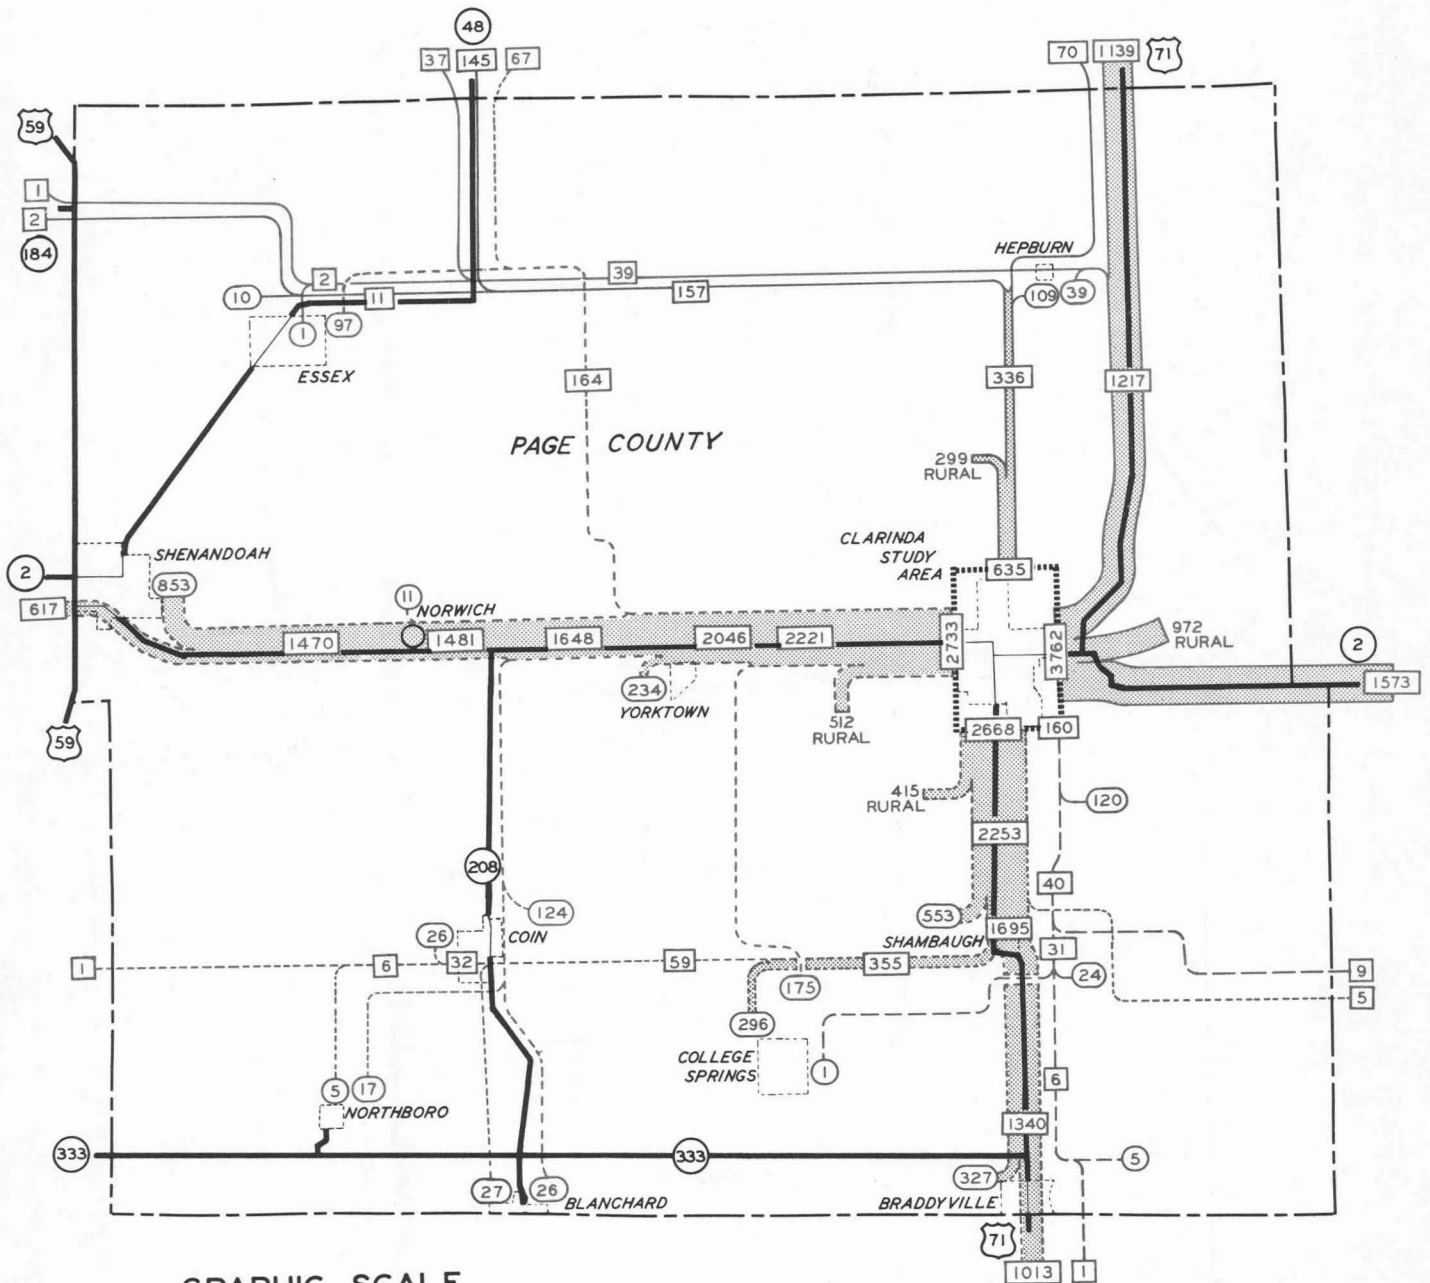 48
37 145 67
70 1139 71
59
1
2
184
HEPBURN
2 39
10 11 157
109 39
1 97
ESSEX
164 336 1217
PAGE COUNTY
299
RURAL
CLARINDA
STUDY
AREA
635
SHENANDOAH
2
853
617
11 NORWICH
1470 1481 1648 2046 2221 2733 3762
972
RURAL
2
1573
234
YORKTOWN
512
RURAL
59
2668 160
415
RURAL
120
2253
208
40
124
553
26 COIN
SHAMBAUGH 1695
31
1 6 32 59 355
24 9
175
5
296
COLLEGE
SPRINGS
1
5 17
NORTHBORO
6
1340
333 333
5
327
27 26
BLANCHARD
BRADDYVILLE
71
1013 1
GRAPHIC SCALE